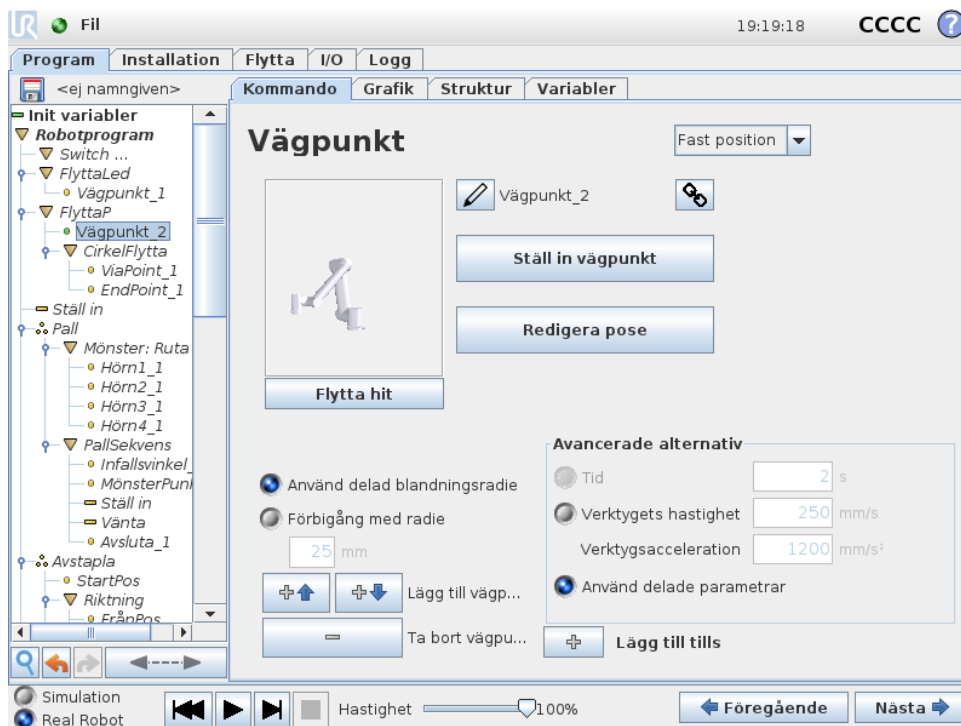 UR Fil 19:19:18 CCCC ?
Program Installation Flytta I/O Logg
<ej namngiven>
Kommando Grafik Struktur Variabler
Init variabler
Robotprogram
Switch ...
FlyttaLed
Vägpunkt_1
FlyttaP
Vägpunkt_2
CirkelFlytta
ViaPoint_1
EndPoint_1
Ställ in
Pall
Mönster: Ruta
Hörn1_1
Hörn2_1
Hörn3_1
Hörn4_1
PallSekvens
Infallsvinkel_
MönsterPunl
Ställ in
Vänta
Avsluta_1
Avstapla
StartPos
Riktning
FrånPos
Vägpunkt
Fast position
Vägpunkt_2
Ställ in vägpunkt
Redigera pose
Flytta hit
Använd delad blandningsradie
Förbigång med radie
25 mm
Lägg till vägp...
Ta bort vägpu...
Avancerade alternativ
Tid 2 s
Verktygets hastighet 250 mm/s
Verktygsacceleration 1200 mm/s²
Använd delade parametrar
Lägg till tills
Simulation
Real Robot
Hastighet 100%
Föregående
Nästa